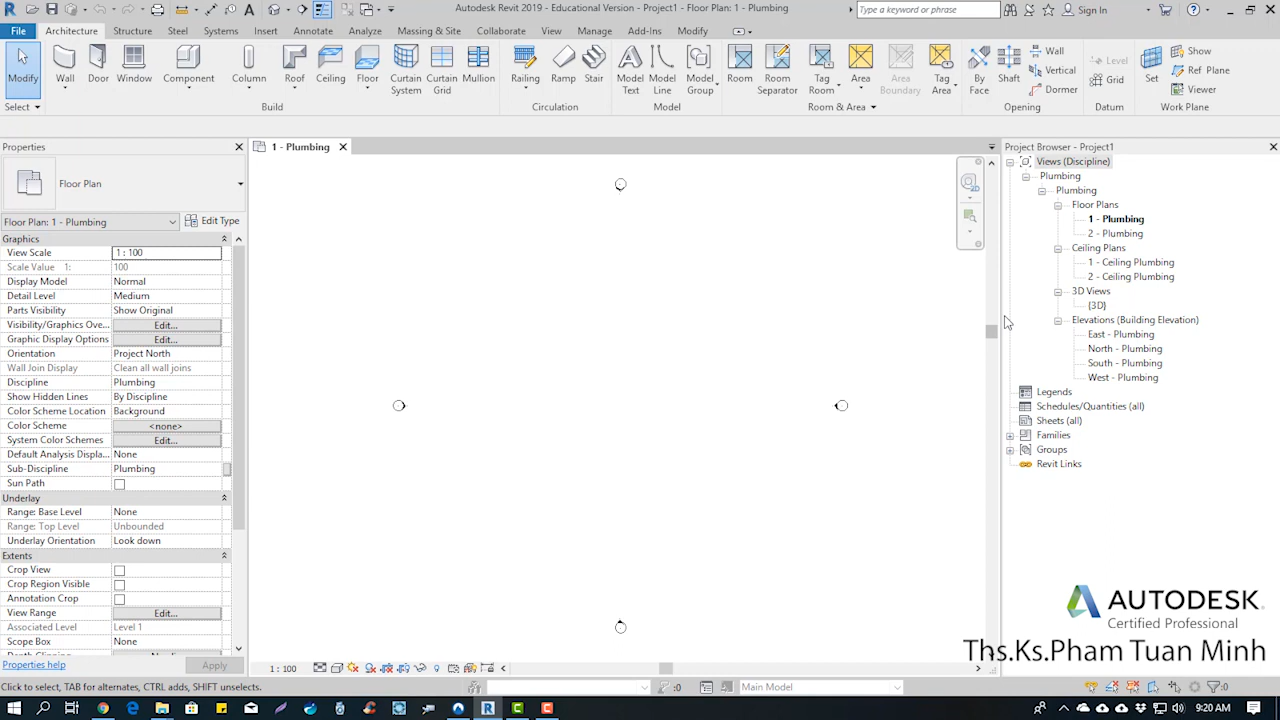 Autodesk Revit 2019 - Educational Version - Project1 - Floor Plan: 1 - Plumbing
Type a keyword or phrase
Sign In
File Architecture Structure Steel Systems Insert Annotate Analyze Massing & Site Collaborate View Manage Add-Ins Modify
Modify Wall Door Window Component Column Roof Ceiling Floor Curtain System Curtain Grid Mullion Railing Ramp Stair Model Text Model Line Model Group Room Room Separator Tag Room Area Area Boundary Tag Area By Face Shaft Wall Vertical Dormer Level Grid Set Show Ref Plane Viewer
Select Build Circulation Model Room & Area Opening Datum Work Plane
Properties
Floor Plan
Floor Plan: 1 - Plumbing Edit Type
Graphics
View Scale 1 : 100
Scale Value 1: 100
Display Model Normal
Detail Level Medium
Parts Visibility Show Original
Visibility/Graphics Ove... Edit...
Graphic Display Options Edit...
Orientation Project North
Wall Join Display Clean all wall joins
Discipline Plumbing
Show Hidden Lines By Discipline
Color Scheme Location Background
Color Scheme <none>
System Color Schemes Edit...
Default Analysis Displa... None
Sub-Discipline Plumbing
Sun Path
Underlay
Range: Base Level None
Range: Top Level Unbounded
Underlay Orientation Look down
Extents
Crop View
Crop Region Visible
Annotation Crop
View Range Edit...
Associated Level Level 1
Scope Box None
Properties help Apply
1 - Plumbing
2D
1 : 100
Project Browser - Project1
Views (Discipline)
Plumbing
Plumbing
Floor Plans
1 - Plumbing
2 - Plumbing
Ceiling Plans
1 - Ceiling Plumbing
2 - Ceiling Plumbing
3D Views
{3D}
Elevations (Building Elevation)
East - Plumbing
North - Plumbing
South - Plumbing
West - Plumbing
Legends
Schedules/Quantities (all)
Sheets (all)
Families
Groups
Revit Links
AUTODESK.
Certified Professional
Ths.Ks.Pham Tuan Minh
Click to select, TAB for alternates, CTRL adds, SHIFT unselects.
:0
Main Model
:0
9:20 AM